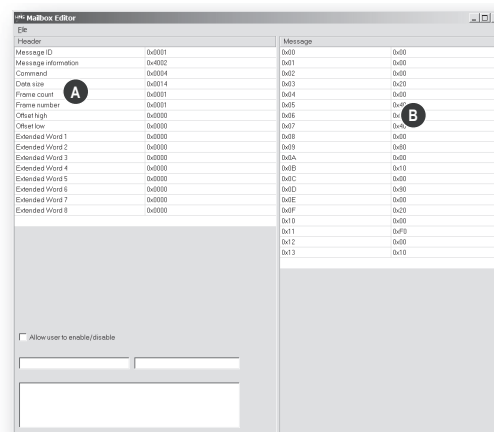 Mailbox Editor
File
Header
Message ID 0x0001
Message information 0x4002
Command 0x0004
Data size 0x0014
Frame count 0x0001
Frame number 0x0001
Offset high 0x0000
Offset low 0x0000
Extended Word 1 0x0000
Extended Word 2 0x0000
Extended Word 3 0x0000
Extended Word 4 0x0000
Extended Word 5 0x0000
Extended Word 6 0x0000
Extended Word 7 0x0000
Extended Word 8 0x0000
A
Allow user to enable/disable
Message
0x00 0x00
0x01 0x00
0x02 0x00
0x03 0x20
0x04 0x00
0x05
0x06
0x07
0x08 0x00
0x09 0x80
0x0A 0x00
0x0B 0x10
0x0C 0x00
0x0D 0x90
0x0E 0x00
0x0F 0x20
0x10 0x00
0x11 0xF0
0x12 0x00
0x13 0x10
B